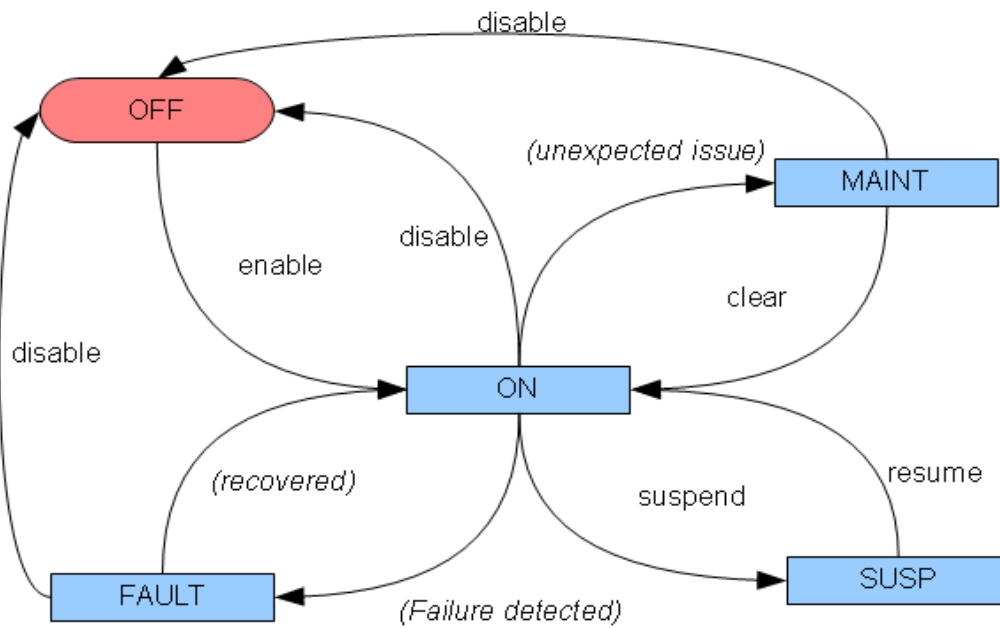 disable
OFF
(unexpected issue)
MAINT
disable
enable
clear
disable
ON
(recovered)
resume
suspend
FAULT
SUSP
(Failure detected)